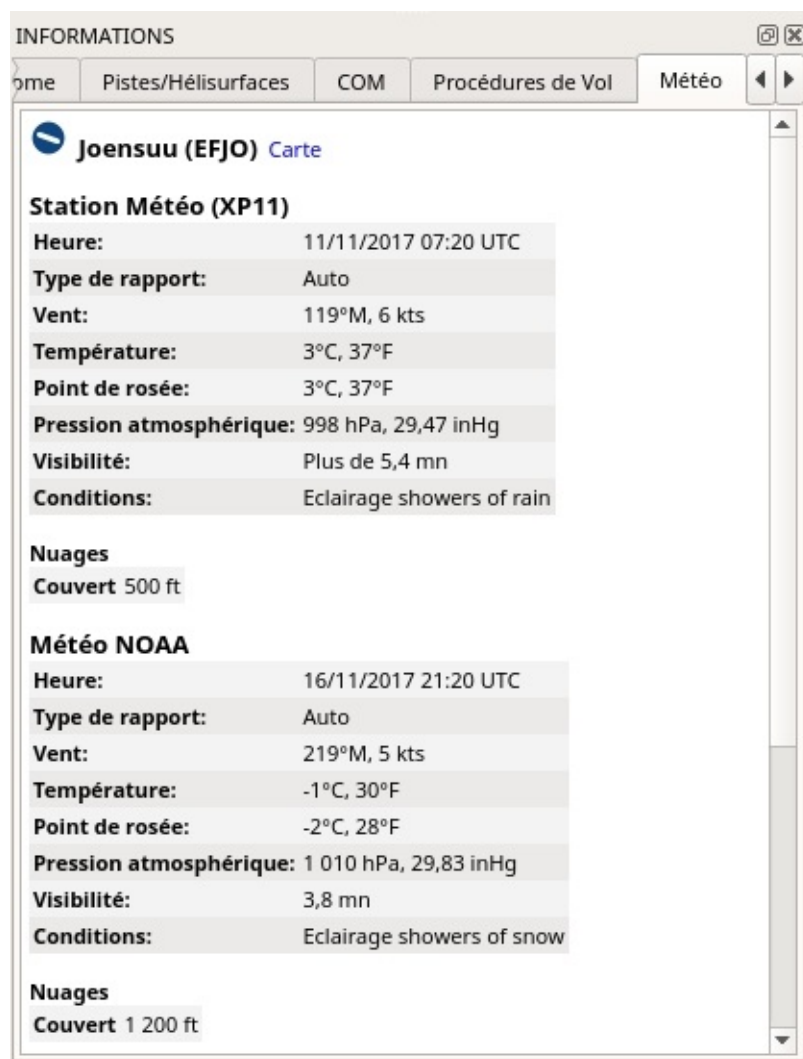 INFORMATIONS
ome Pistes/Hélisurfaces COM Procédures de Vol Météo
Joensuu (EFJO) Carte
Station Météo (XP11)
Heure: 11/11/2017 07:20 UTC
Type de rapport: Auto
Vent: 119°M, 6 kts
Température: 3°C, 37°F
Point de rosée: 3°C, 37°F
Pression atmosphérique: 998 hPa, 29,47 inHg
Visibilité: Plus de 5,4 mn
Conditions: Eclairage showers of rain
Nuages
Couvert 500 ft
Météo NOAA
Heure: 16/11/2017 21:20 UTC
Type de rapport: Auto
Vent: 219°M, 5 kts
Température: -1°C, 30°F
Point de rosée: -2°C, 28°F
Pression atmosphérique: 1 010 hPa, 29,83 inHg
Visibilité: 3,8 mn
Conditions: Eclairage showers of snow
Nuages
Couvert 1 200 ft